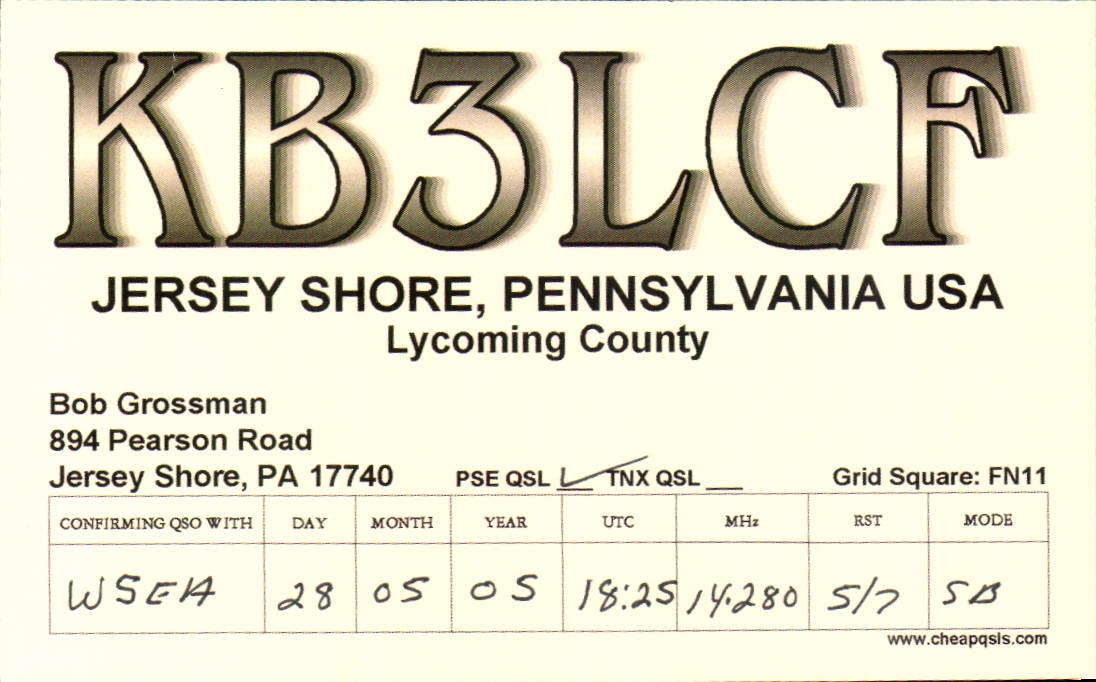 KB3LCF
JERSEY SHORE, PENNSYLVANIA USA
Lycoming County
Bob Grossman
894 Pearson Road
Jersey Shore, PA 17740 PSE QSL ✓ TNX QSL ___ Grid Square: FN11
CONFIRMING QSO WITH DAY MONTH YEAR UTC MHz RST MODE
W5EIA 28 05 05 18:25 14.280 5/7 SB
www.cheapqsls.com